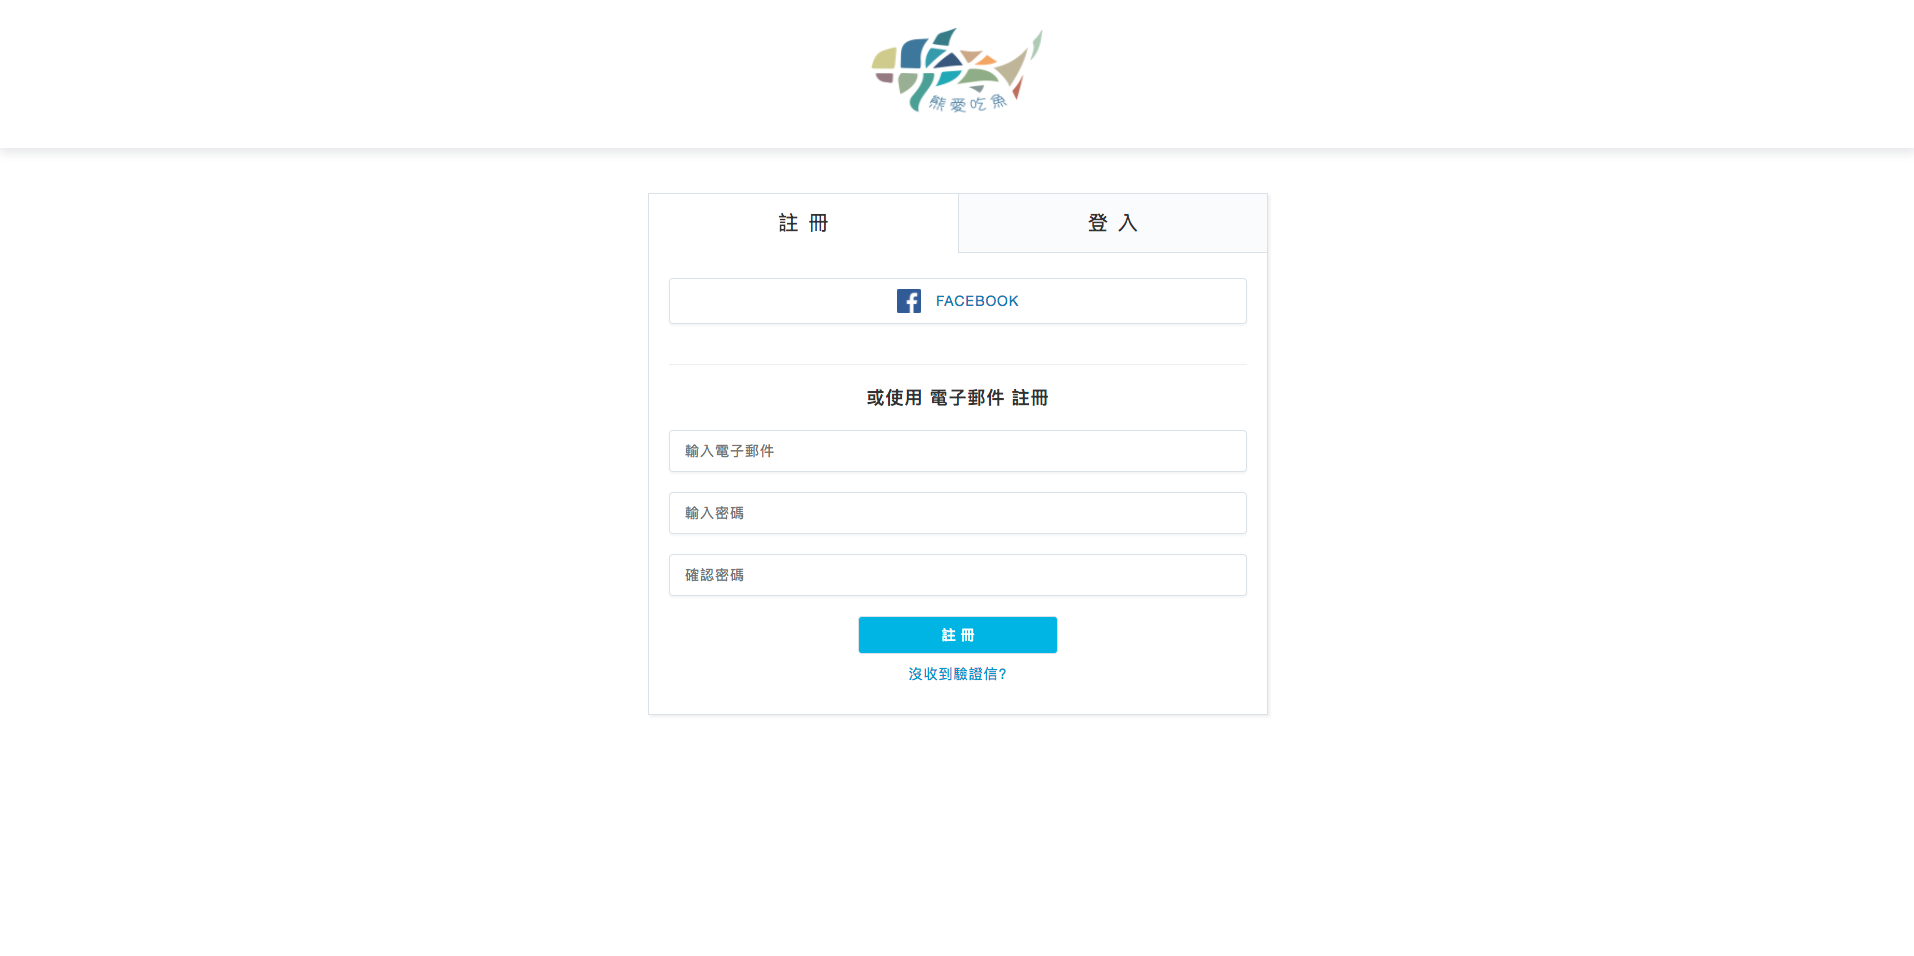 熊愛吃魚
註 冊
登 入
FACEBOOK
或使用 電子郵件 註冊
輸入電子郵件
輸入密碼
確認密碼
註 冊
沒收到驗證信?